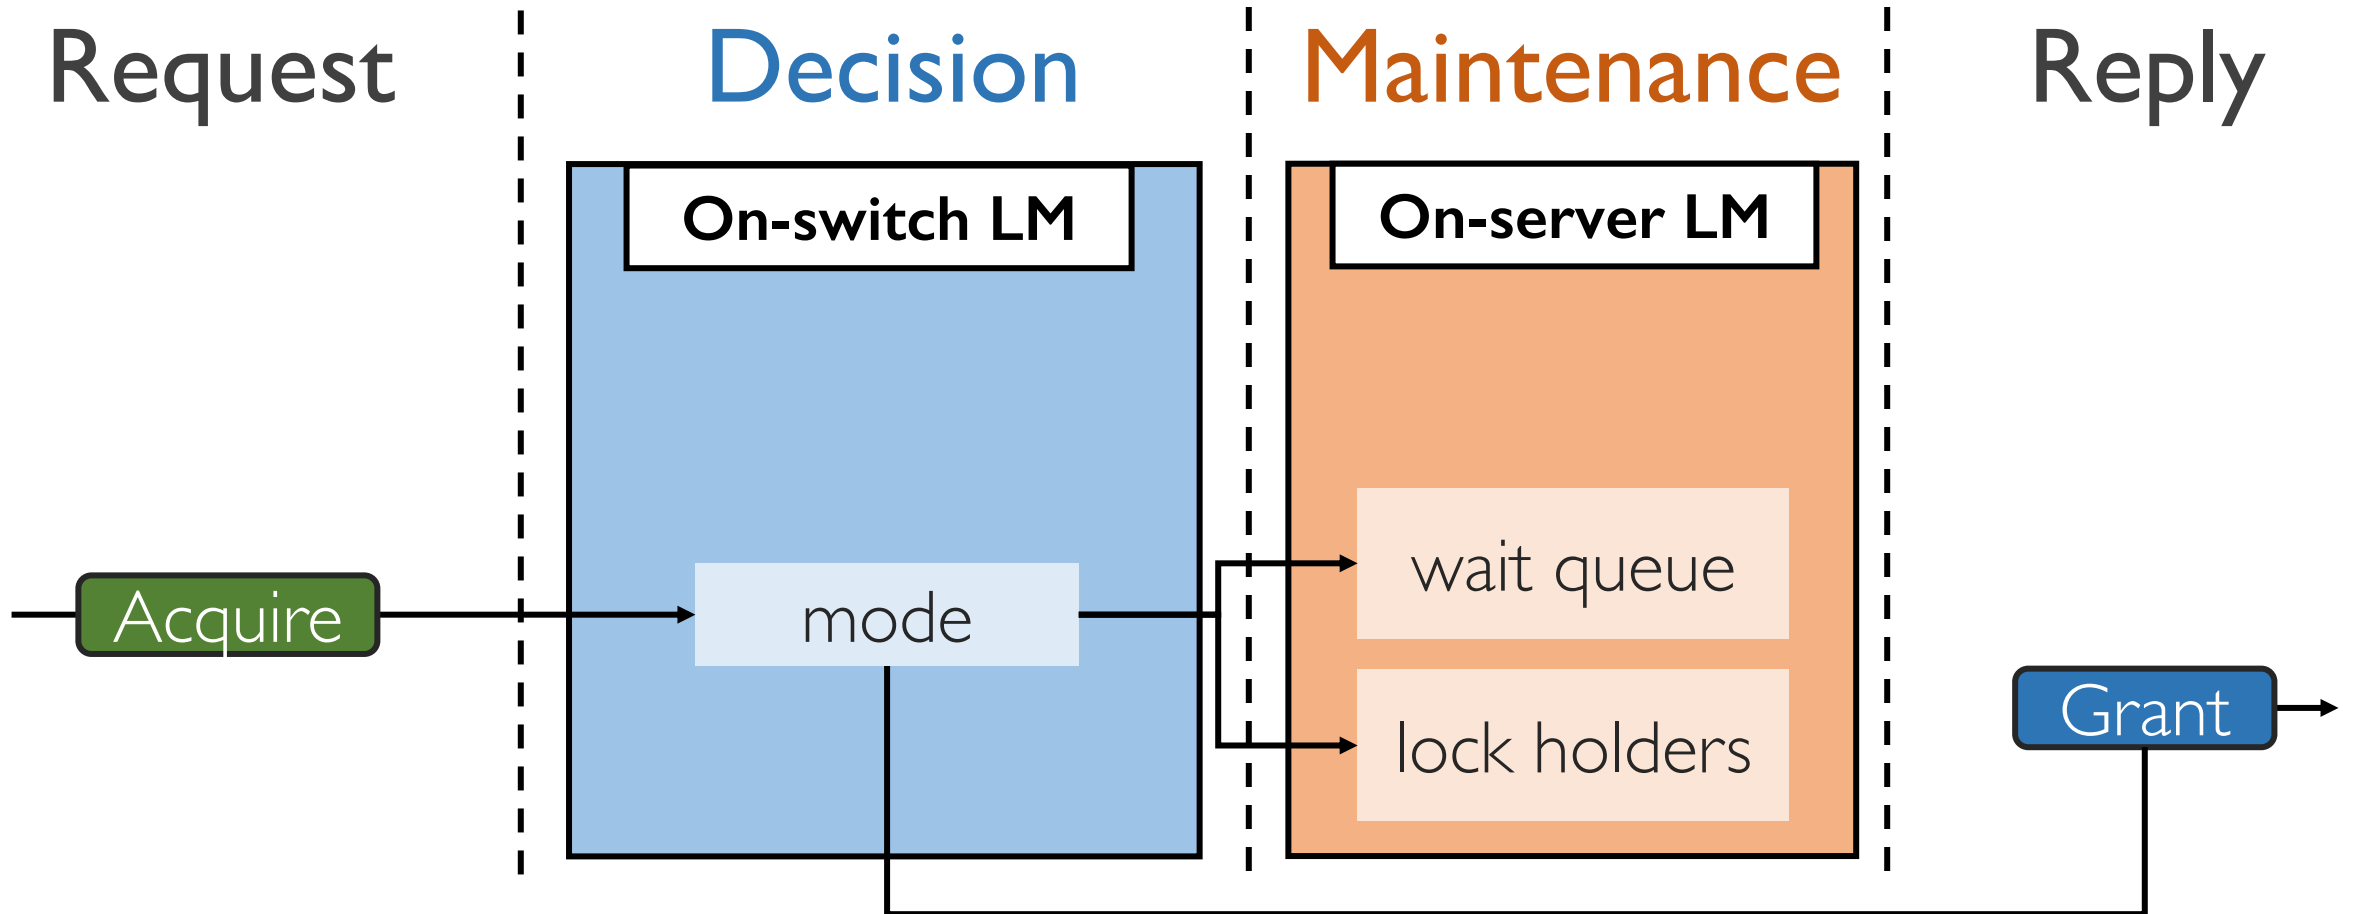 Request
Decision
Maintenance
Reply
On-switch LM
On-server LM
Acquire
mode
wait queue
lock holders
Grant